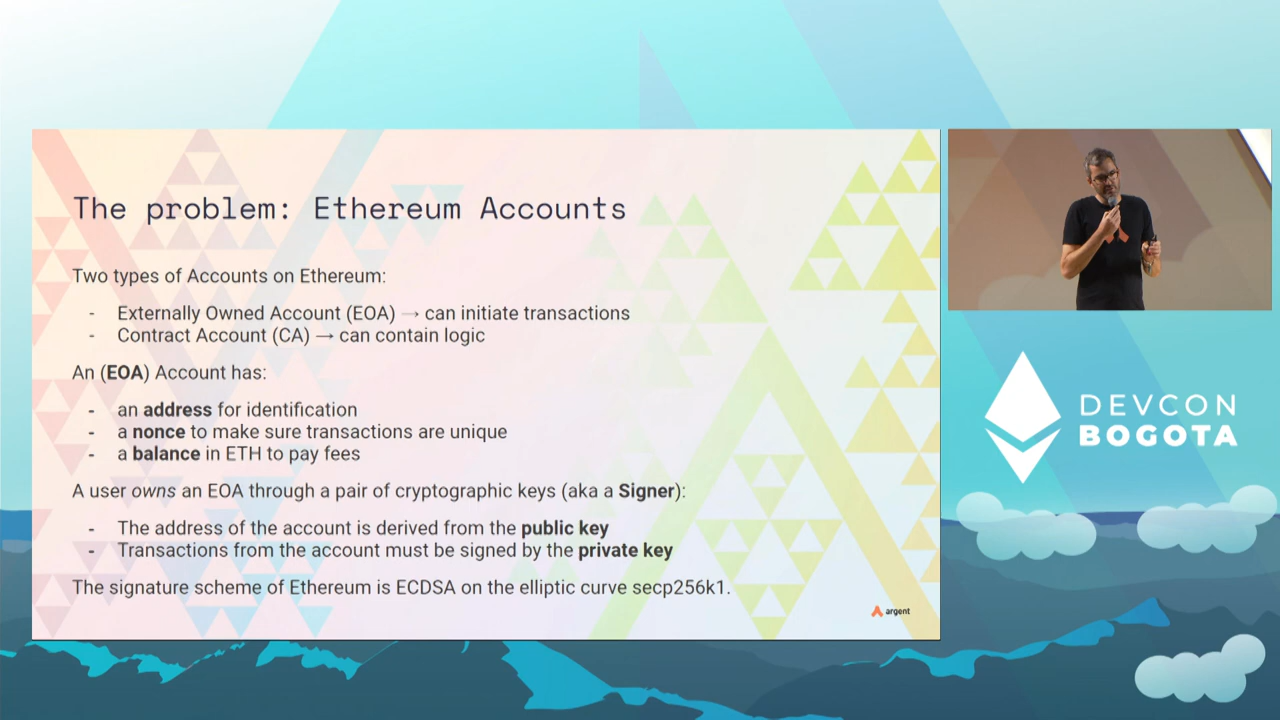 The problem: Ethereum Accounts
Two types of Accounts on Ethereum:
- Externally Owned Account (EOA) → can initiate transactions
- Contract Account (CA) → can contain logic
An (EOA) Account has:
- an address for identification
- a nonce to make sure transactions are unique
- a balance in ETH to pay fees
A user owns an EOA through a pair of cryptographic keys (aka a Signer):
- The address of the account is derived from the public key
- Transactions from the account must be signed by the private key
The signature scheme of Ethereum is ECDSA on the elliptic curve secp256k1.
argent
DEVCON
BOGOTA